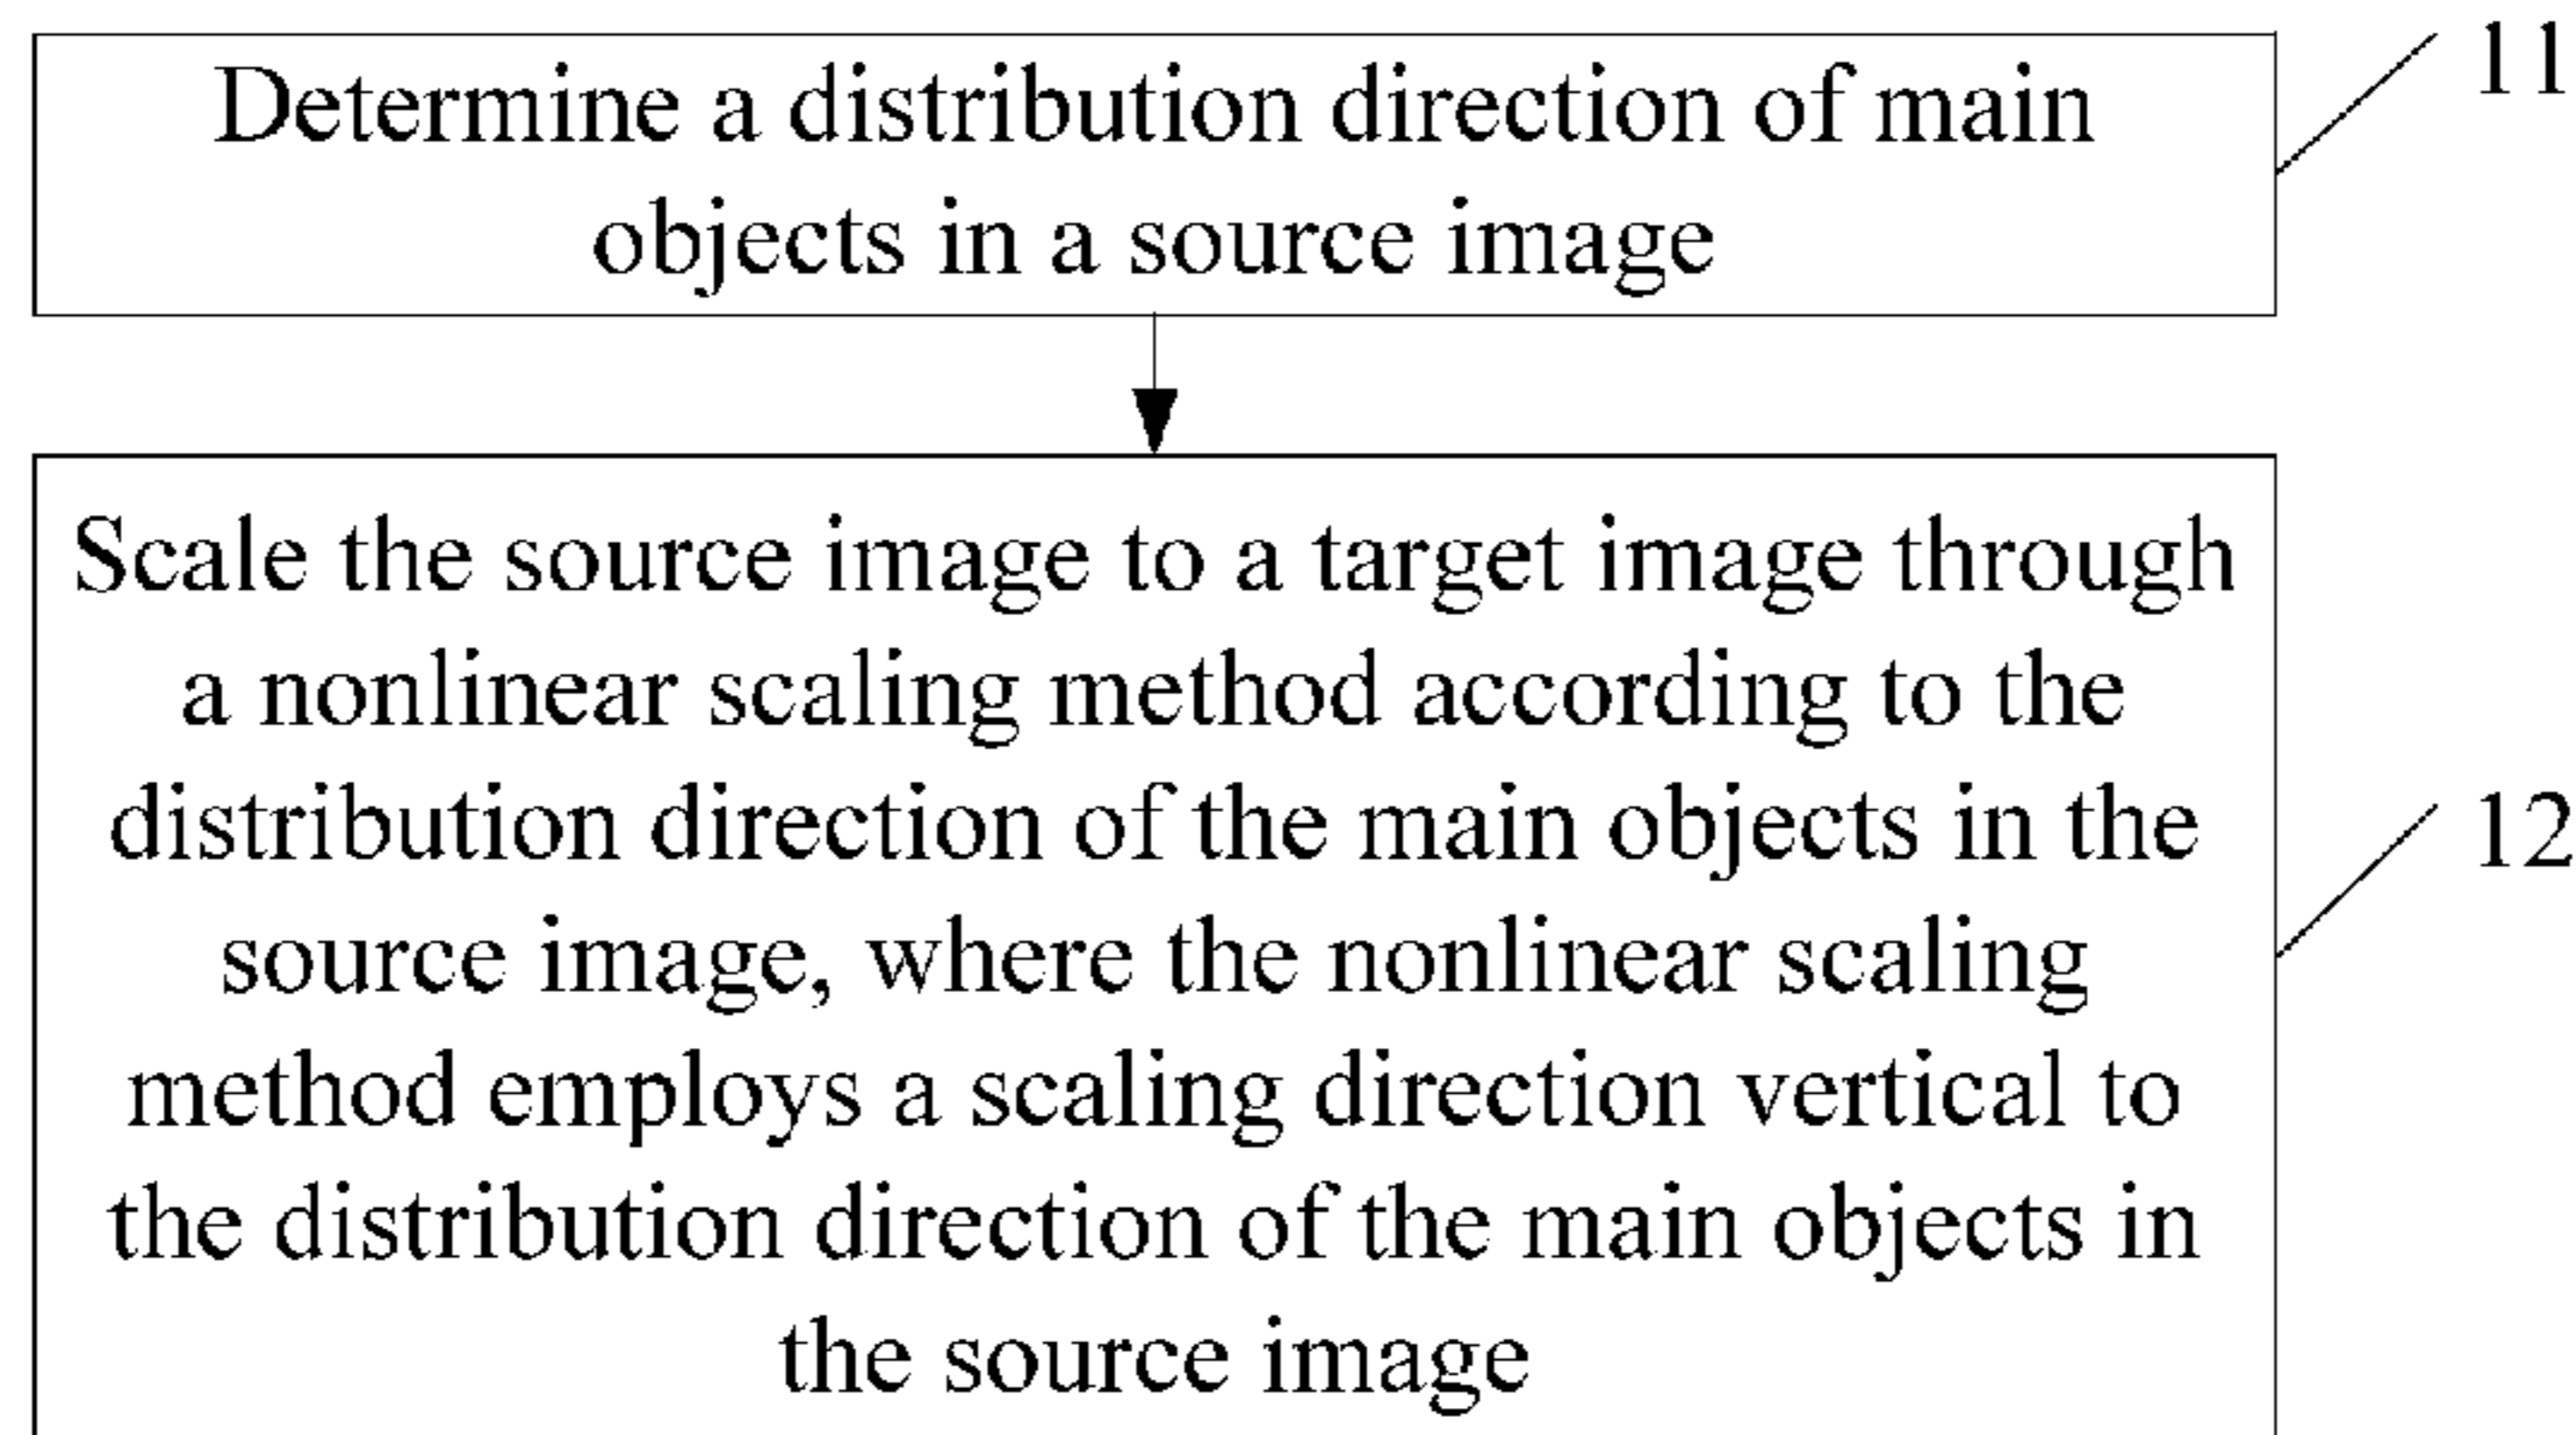 Determine a distribution direction of main
objects in a source image
11
Scale the source image to a target image through
a nonlinear scaling method according to the
distribution direction of the main objects in the
source image, where the nonlinear scaling
method employs a scaling direction vertical to
the distribution direction of the main objects in
the source image
12